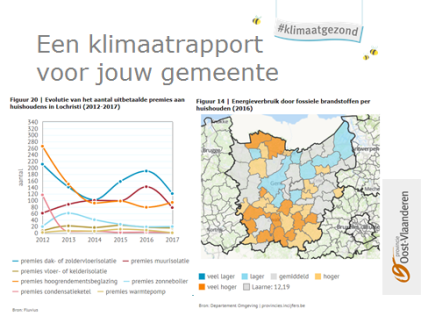 #klimaatgezond
Een klimaatrapport
voor jouw gemeente
Figuur 20 | Evolutie van het aantal uitbetaalde premies aan
huishoudens in Lochristi (2012-2017)
aantal
340
320
300
280
260
240
220
200
180
160
140
120
100
80
60
40
20
0
2012 2013 2014 2015 2016 2017
premies dak- of zoldervloerisolatie premies muurisolatie
premies vloer- of kelderisolatie
premies hoogrendementsbeglazing premies zonneboiler
premies condensatieketel premies warmtepomp
Bron: Fluvius
Figuur 14 | Energieverbruik door fossiele brandstoffen per
huishouden (2016)
veel lager lager gemiddeld hoger
veel hoger Laarne: 12,19
Bron: Departement Omgeving | provincies.incijfers.be
Oost-Vlaanderen